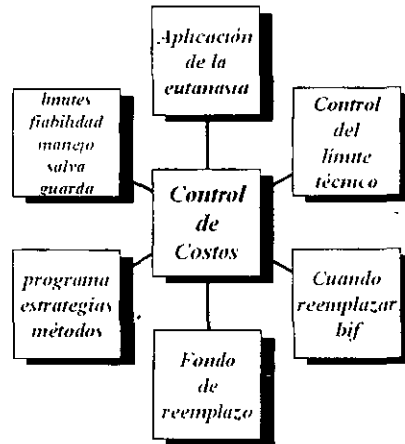 Aplicación
de la
eutanasia
limites
fiabilidad
manejo
salva
guarda
Control
del
límite
técnico
Control
de
Costos
programa
estrategias
métodos
Cuando
reemplazar
bif
Fondo
de
reemplazo